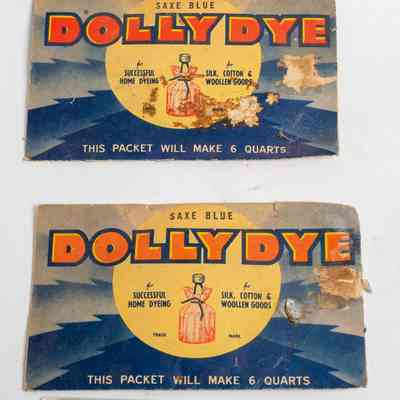 SAXE BLUE
DOLLY DYE
for SUCCESSFUL HOME DYEING
for SILK, COTTON & WOOLLEN GOODS
THIS PACKET WILL MAKE 6 QUARTS
SAXE BLUE
DOLLY DYE
for SUCCESSFUL HOME DYEING
for SILK, COTTON & WOOLLEN GOODS
TRADE MARK
THIS PACKET WILL MAKE 6 QUARTS